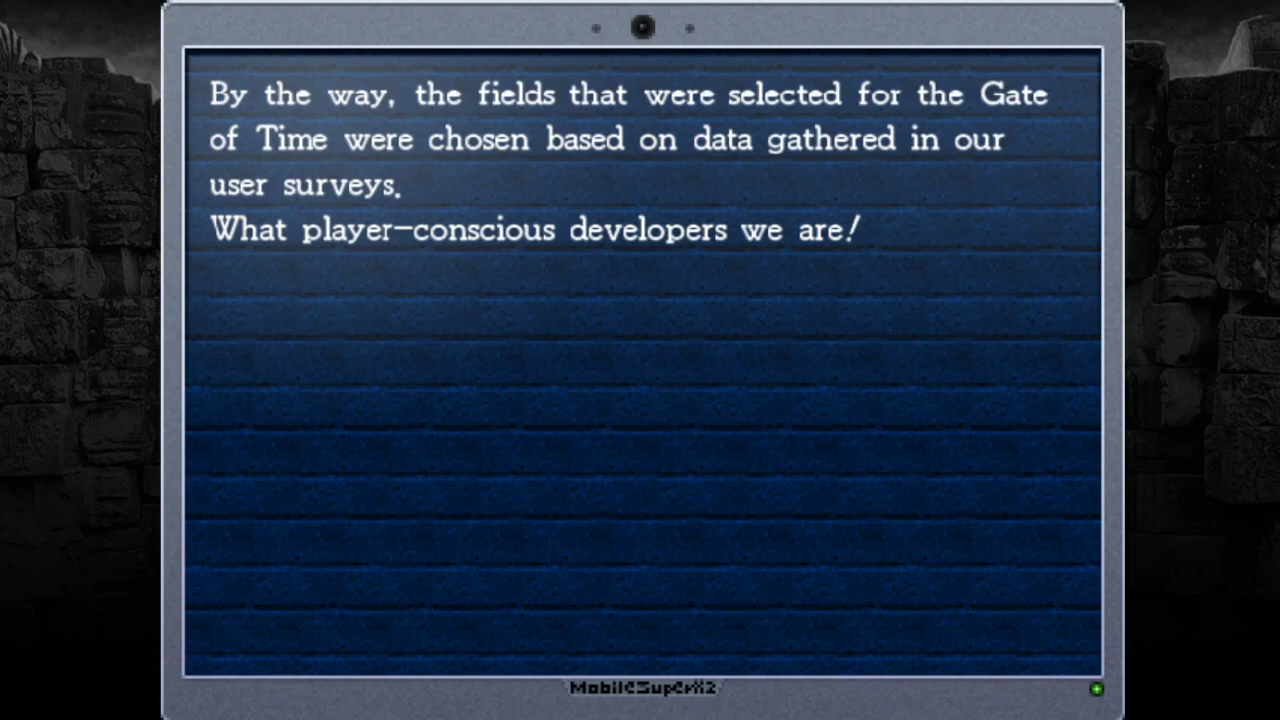 By the way, the fields that were selected for the Gate
of Time were chosen based on data gathered in our
user surveys.
What player-conscious developers we are!
MobileSuperX2